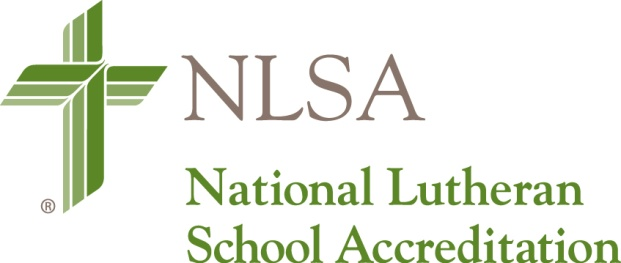 NLSA
®
National Lutheran
School Accreditation